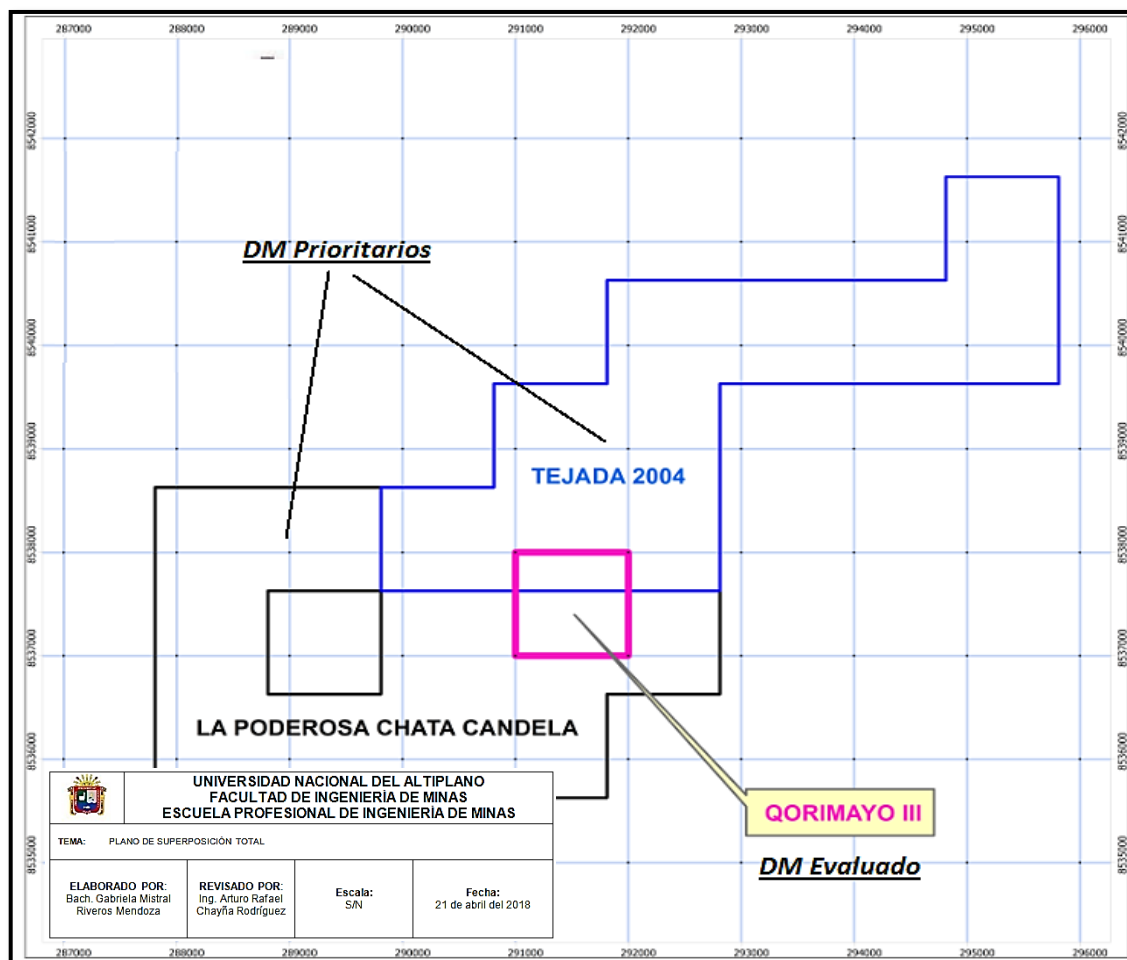 287000 288000 289000 290000 291000 292000 293000 294000 295000 296000
8542000 8542000
8541000 8541000
DM Prioritarios
8540000 8540000
8539000 8539000
TEJADA 2004
8538000 8538000
8537000 8537000
LA PODEROSA CHATA CANDELA
8536000 8536000
QORIMAYO III
8535000 8535000
DM Evaluado
UNIVERSIDAD NACIONAL DEL ALTIPLANO
FACULTAD DE INGENIERÍA DE MINAS
ESCUELA PROFESIONAL DE INGENIERÍA DE MINAS
TEMA: PLANO DE SUPERPOSICIÓN TOTAL
ELABORADO POR:
Bach. Gabriela Mistral
Riveros Mendoza
REVISADO POR:
Ing. Arturo Rafael
Chayña Rodríguez
Escala:
S/N
Fecha:
21 de abril del 2018
287000 288000 289000 290000 291000 292000 293000 294000 295000 296000